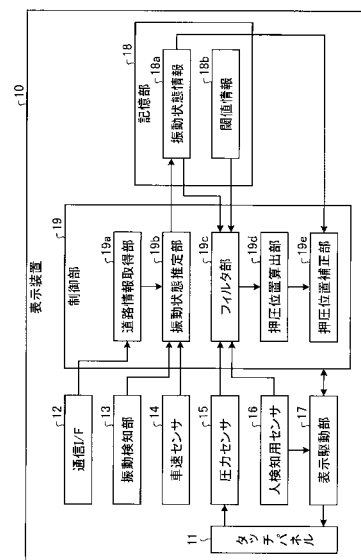 表示装置
10
制御部
19
道路情報取得部
19a
振動状態推定部
19b
フィルタ部
19c
押圧位置算出部
19d
押圧位置補正部
19e
記憶部
18
振動状態情報
18a
閾値情報
18b
通信I/F
12
振動検知部
13
車速センサ
14
圧力センサ
15
人検知用センサ
16
表示駆動部
17
タッチパネル
11